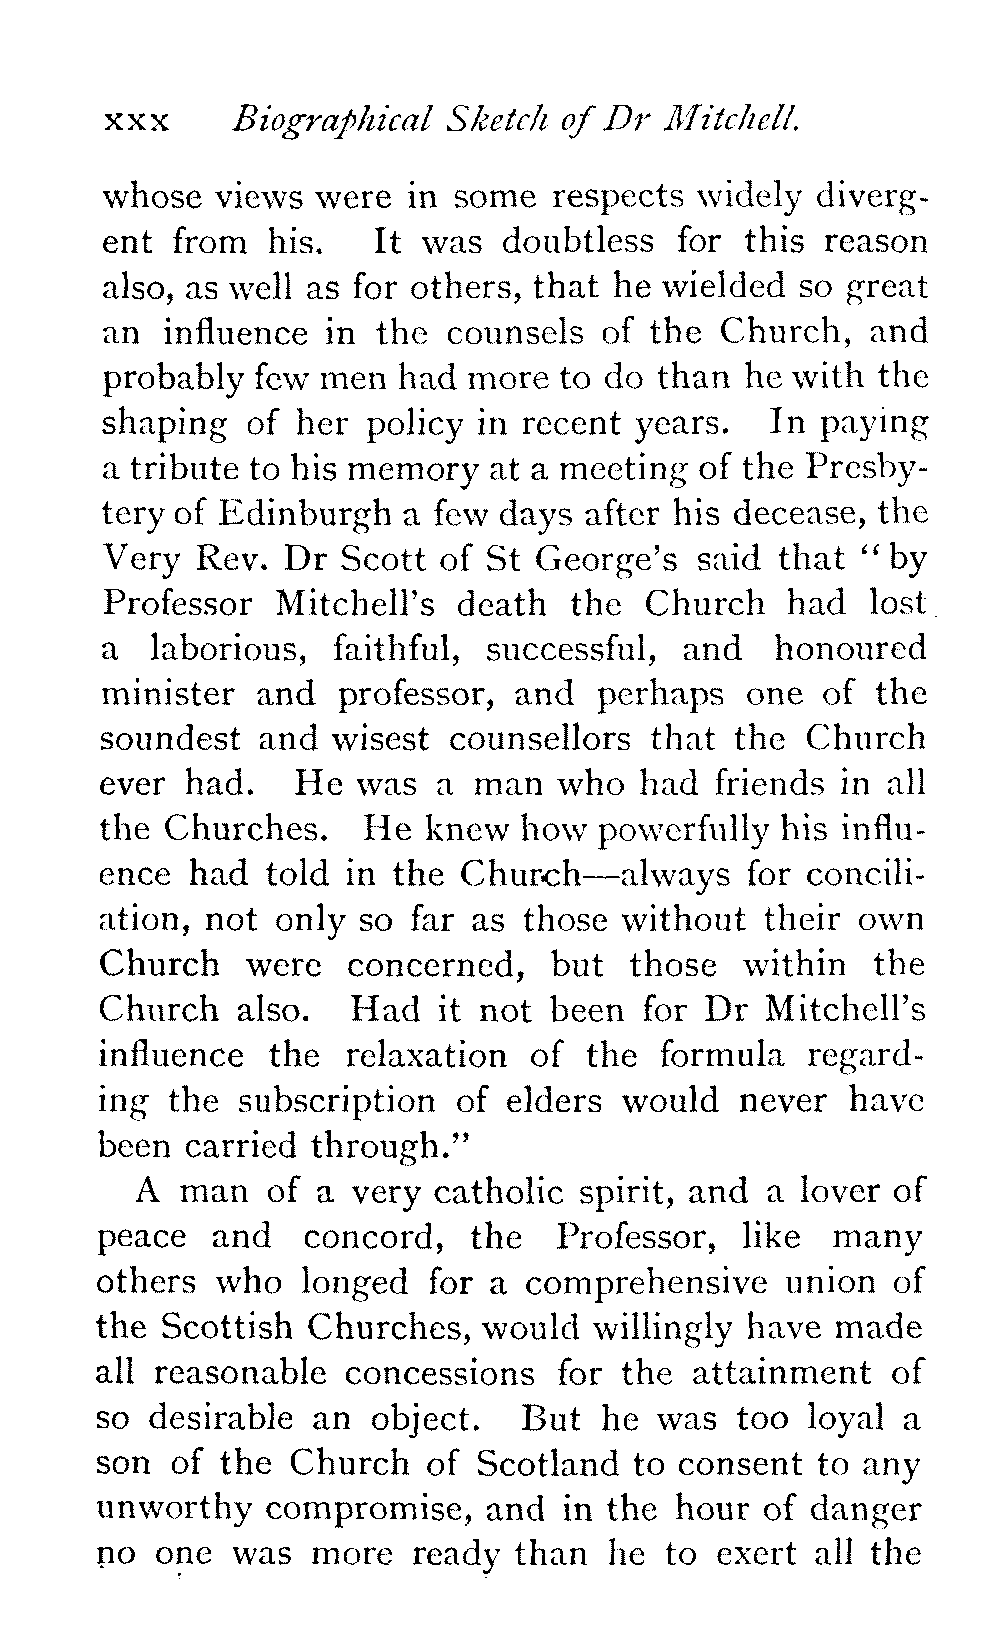 xxx Biographical Sketch of Dr Mitchell.
whose views were in some respects widely diverg-
ent from his. It was doubtless for this reason
also, as well as for others, that he wielded so great
an influence in the counsels of the Church, and
probably few men had more to do than he with the
shaping of her policy in recent years. In paying
a tribute to his memory at a meeting of the Presby-
tery of Edinburgh a few days after his decease, the
Very Rev. Dr Scott of St George's said that "by
Professor Mitchell's death the Church had lost
a laborious, faithful, successful, and honoured
minister and professor, and perhaps one of the
soundest and wisest counsellors that the Church
ever had. He was a man who had friends in all
the Churches. He knew how powerfully his influ-
ence had told in the Church—always for concili-
ation, not only so far as those without their own
Church were concerned, but those within the
Church also. Had it not been for Dr Mitchell's
influence the relaxation of the formula regard-
ing the subscription of elders would never have
been carried through."
A man of a very catholic spirit, and a lover of
peace and concord, the Professor, like many
others who longed for a comprehensive union of
the Scottish Churches, would willingly have made
all reasonable concessions for the attainment of
so desirable an object. But he was too loyal a
son of the Church of Scotland to consent to any
unworthy compromise, and in the hour of danger
no one was more ready than he to exert all the